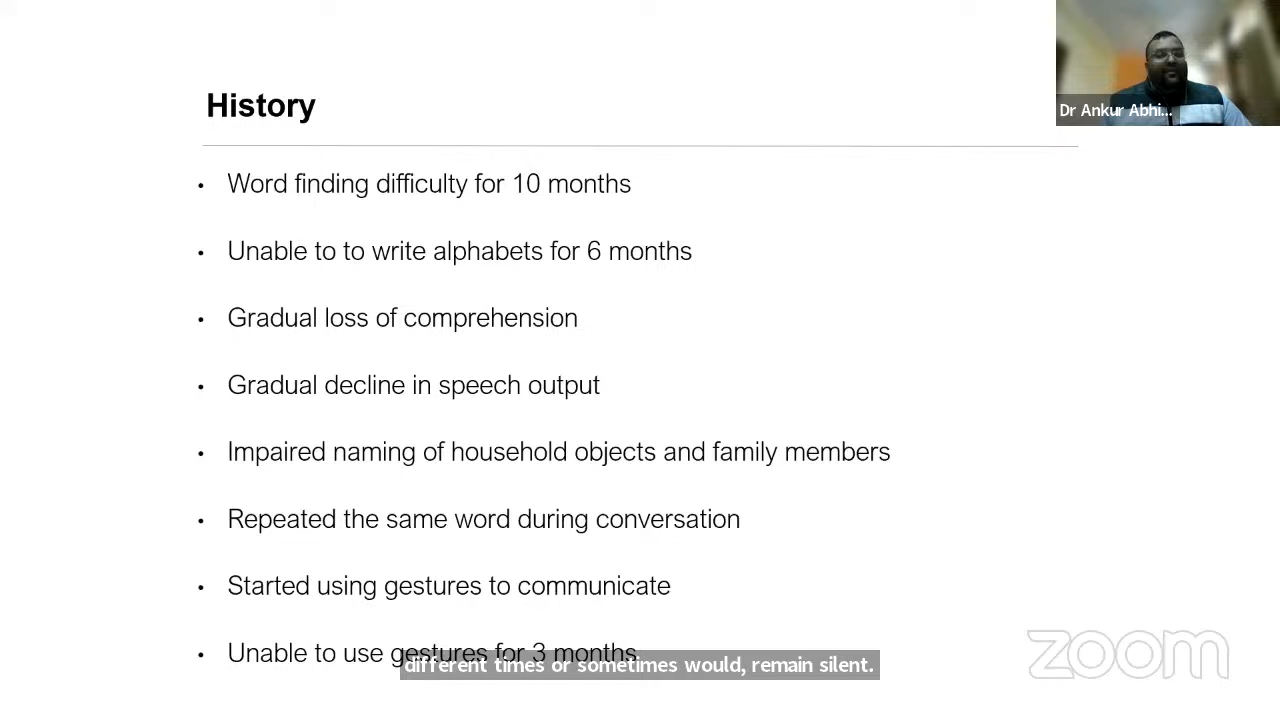 Dr Ankur Abhi...
History
• Word finding difficulty for 10 months
• Unable to to write alphabets for 6 months
• Gradual loss of comprehension
• Gradual decline in speech output
• Impaired naming of household objects and family members
• Repeated the same word during conversation
• Started using gestures to communicate
• Unable to use gestures for 3 months.
different times or sometimes would, remain silent.
zoom